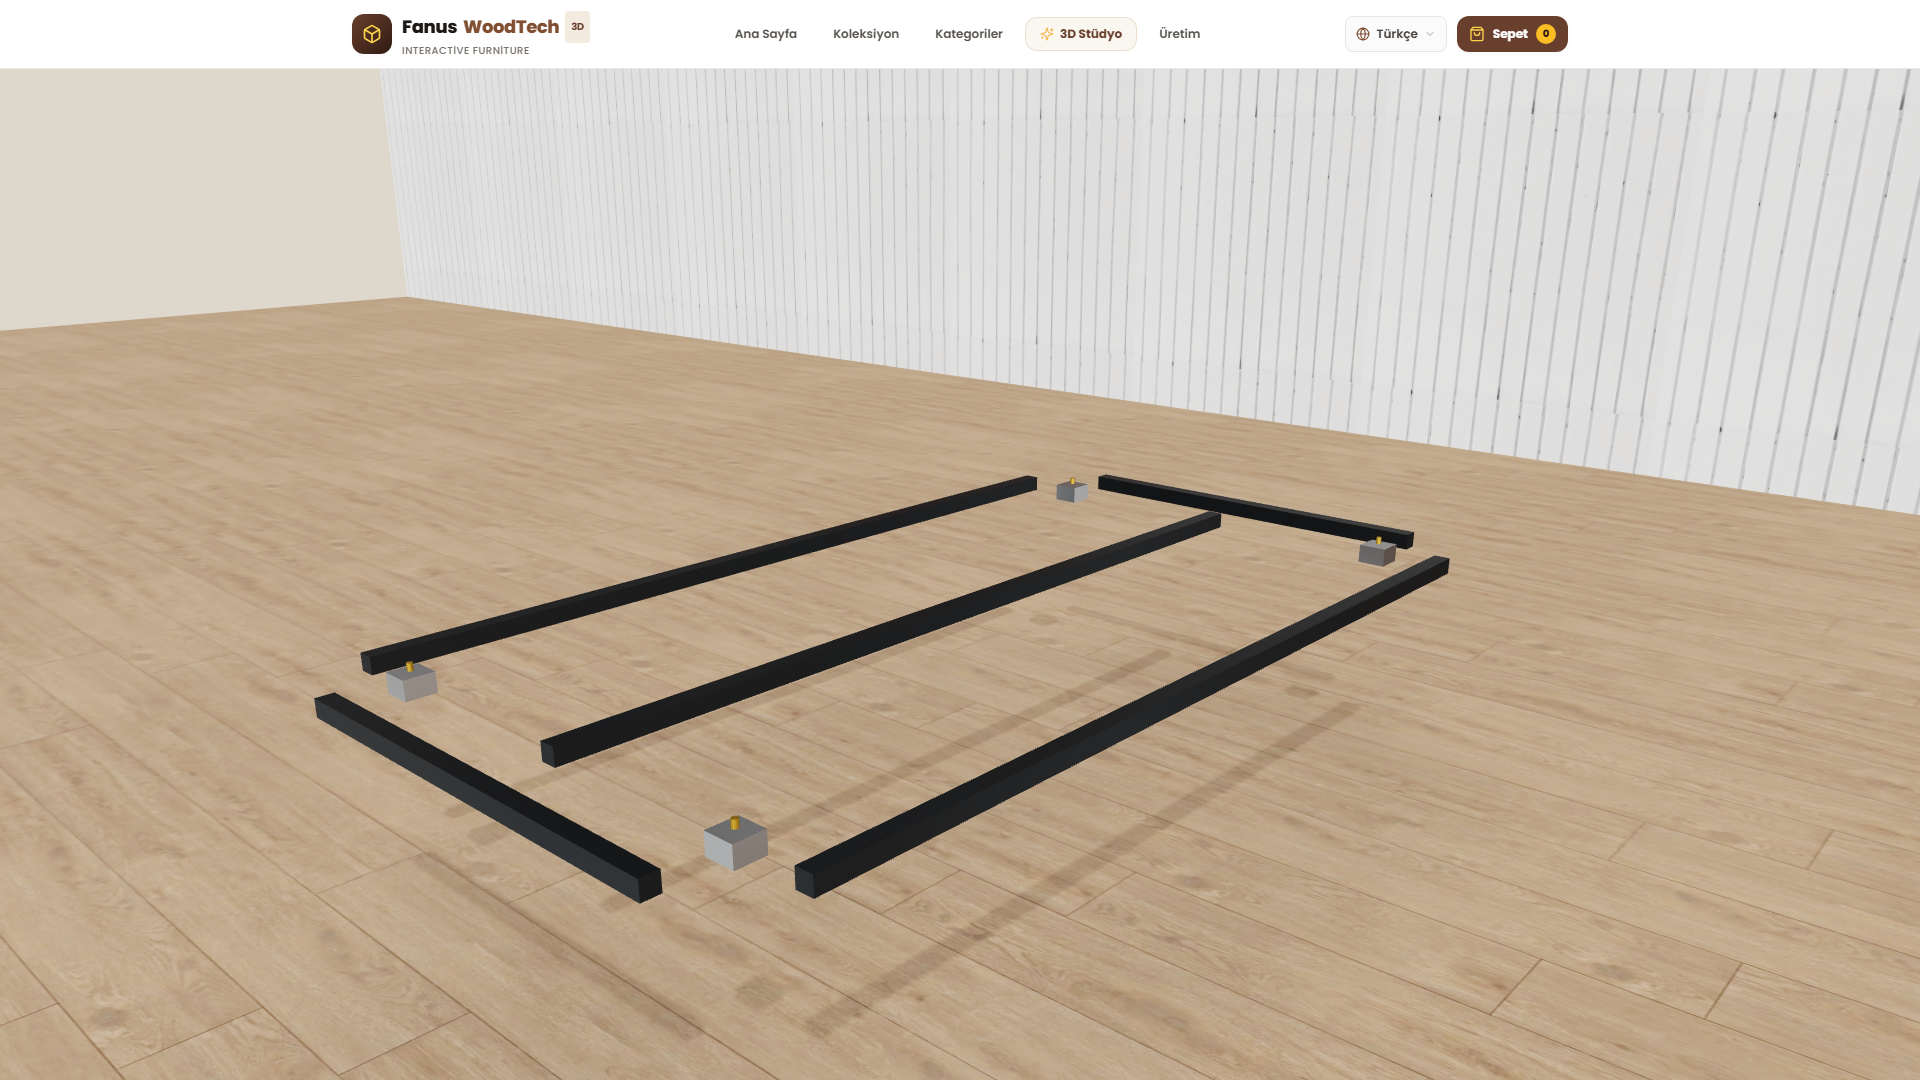 Fanus WoodTech 3D
INTERACTİVE FURNİTURE
Ana Sayfa
Koleksiyon
Kategoriler
3D Stüdyo
Üretim
Türkçe
Sepet 0